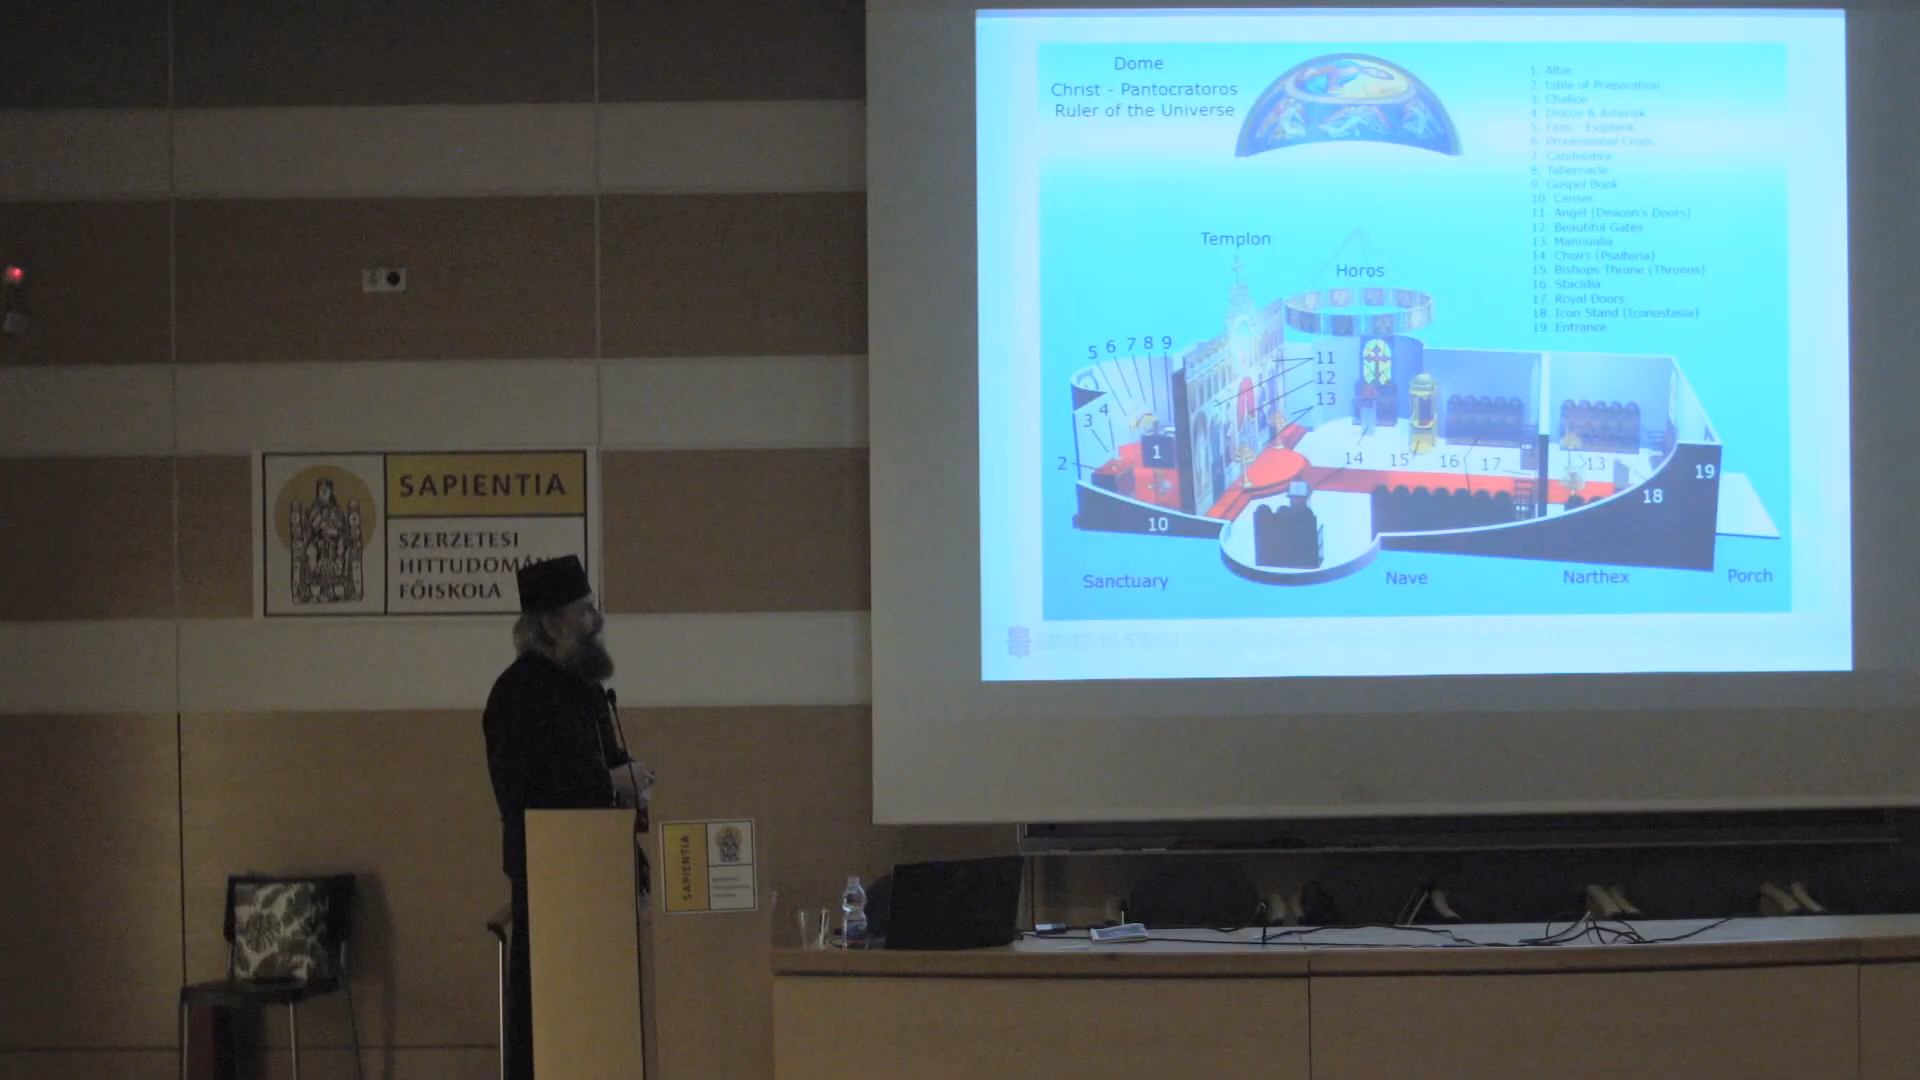 Dome
Christ - Pantocratoros
Ruler of the Universe
1. Altar
2. table of Preparation
3. Chalice
4. Discos & Asterisk
5. Fans - Exiptera
6. Processional Cross
7. Candelabra
8. Tabernacle
9. Gospel Book
10. Censer
11. Angel (Deacon's Doors)
12. Beautiful Gates
13. Manoualia
14. Choirs (Psalteria)
15. Bishops Throne (Thronos)
16. Stacidia
17. Royal Doors
18. Icon Stand (Iconostasia)
19. Entrance
Templon
Horos
5 6 7 8 9
11
12
13
3 4
2
1
14 15 16 17 13
18
19
10
Sanctuary
Nave
Narthex
Porch
SAPIENTIA
SZERZETESI
FŐISKOLA
SAPIENTIA